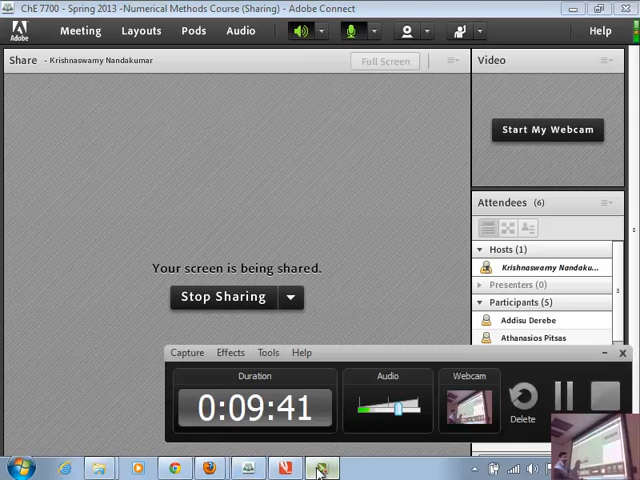 ChE 7700 - Spring 2013 -Numerical Methods Course (Sharing) - Adobe Connect
Adobe
Meeting Layouts Pods Audio Help
Share - Krishnaswamy Nandakumar
Full Screen
Video
Start My Webcam
Attendees (6)
Hosts (1)
Krishnaswamy Nandaku...
Presenters (0)
Participants (5)
Addisu Derebe
Athanasios Pitsas
Your screen is being shared.
Stop Sharing
Capture Effects Tools Help
Duration
0:09:41
Audio
Webcam
Delete